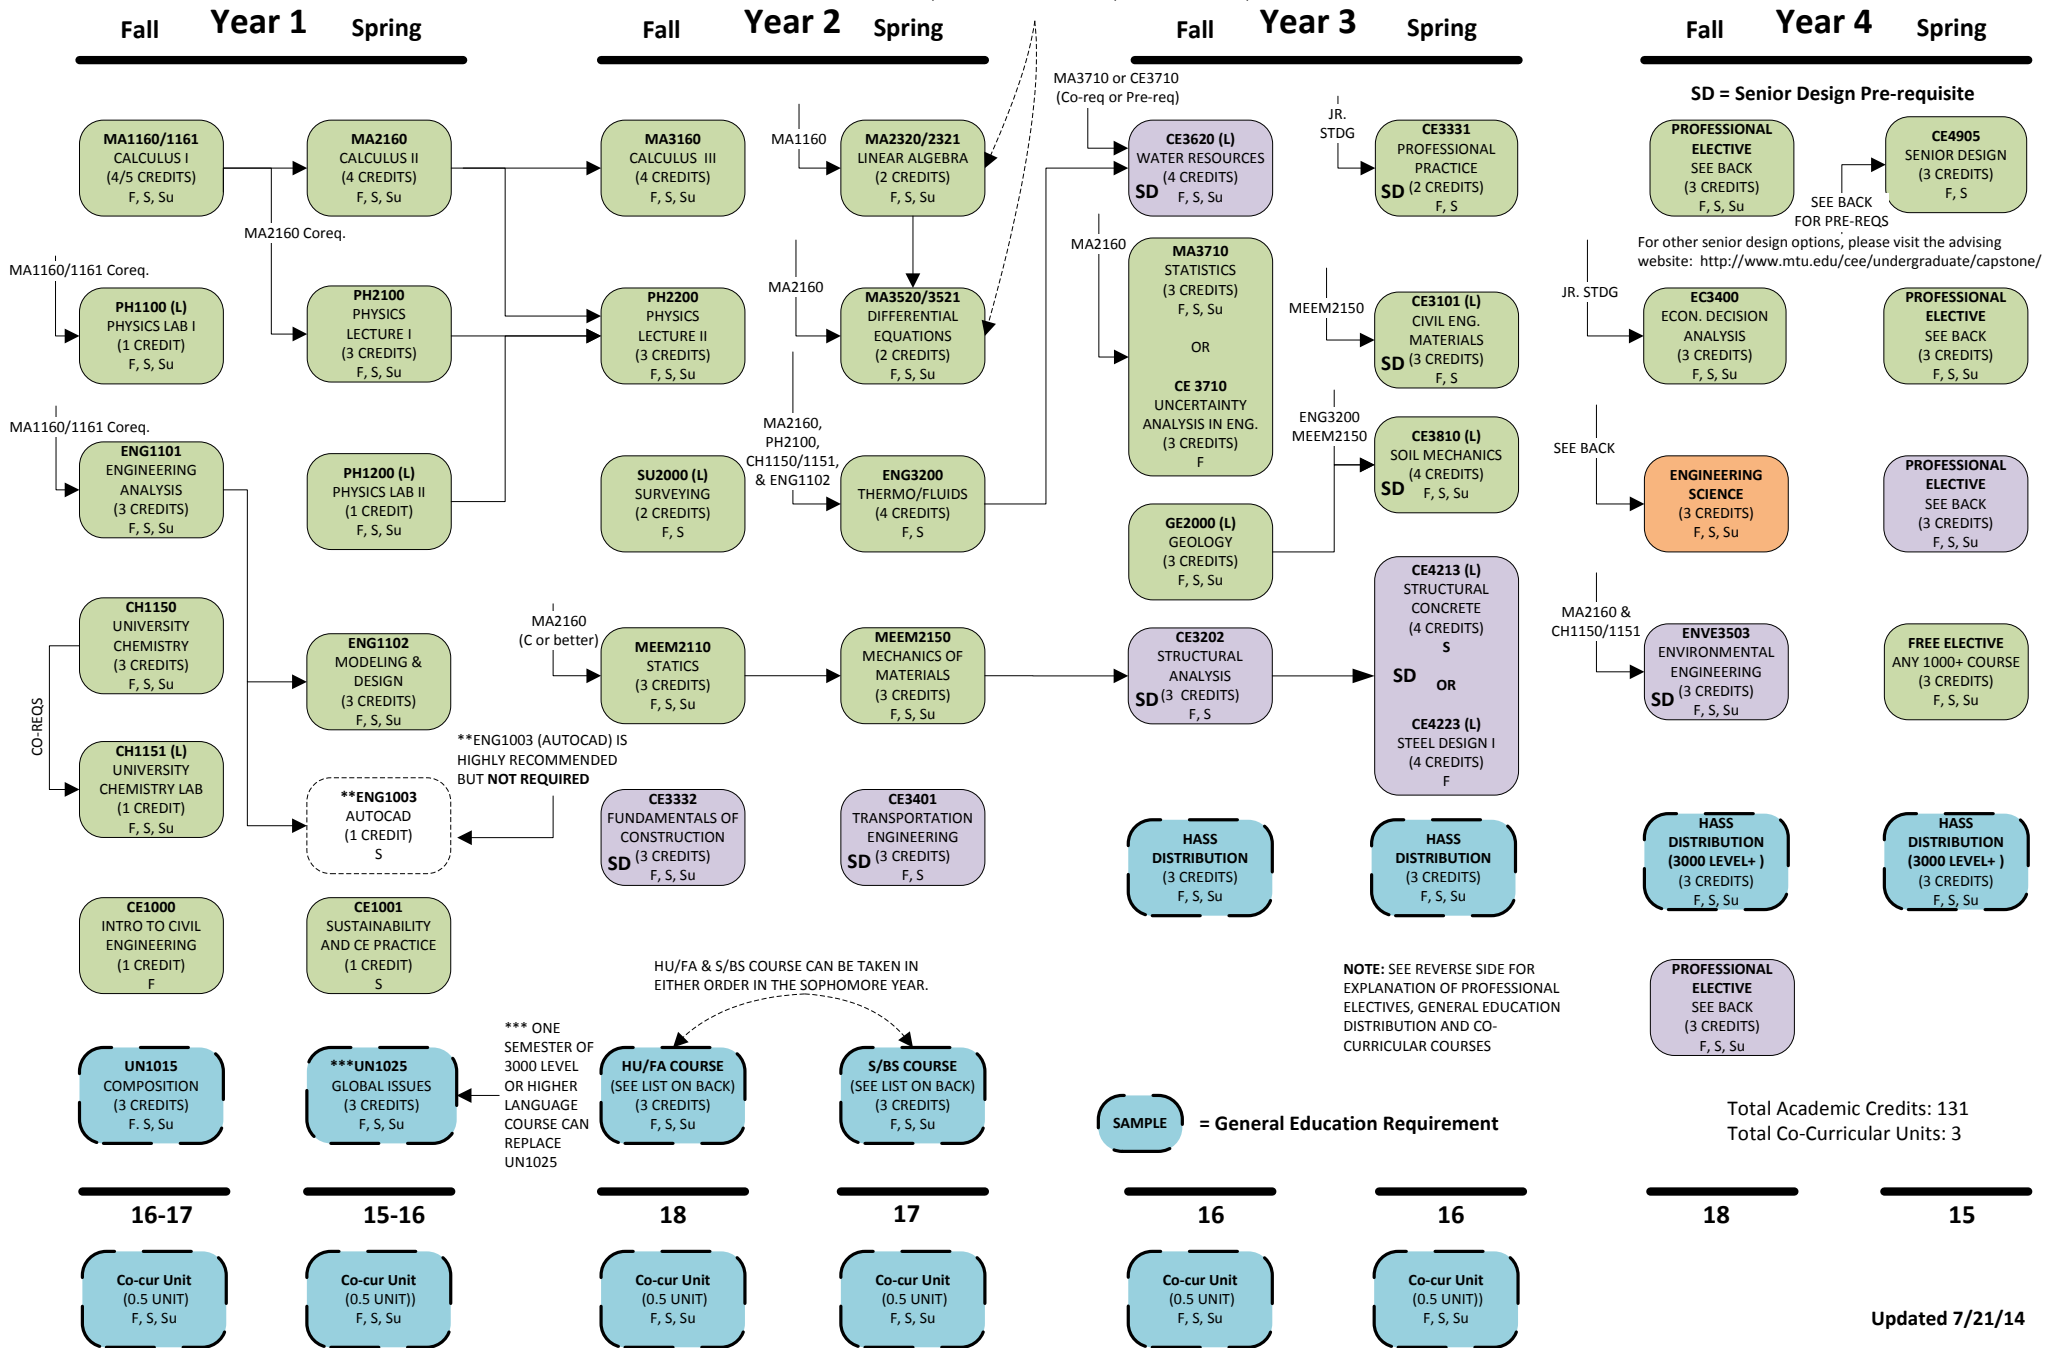 Year 1
Fall
Spring
Year 2
Fall
Spring
Year 3
Fall
Spring
Year 4
Fall
Spring
MA1160/1161
CALCULUS I
(4/5 CREDITS)
F, S, Su
MA1160/1161 Coreq.
PH1100 (L)
PHYSICS LAB I
(1 CREDIT)
F, S, Su
MA1160/1161 Coreq.
ENG1101
ENGINEERING
ANALYSIS
(3 CREDITS)
F, S, Su
CH1150
UNIVERSITY
CHEMISTRY
(3 CREDITS)
F, S, Su
CO-REQS
CH1151 (L)
UNIVERSITY
CHEMISTRY LAB
(1 CREDIT)
F, S, Su
CE1000
INTRO TO CIVIL
ENGINEERING
(1 CREDIT)
F
UN1015
COMPOSITION
(3 CREDITS)
F. S, Su
16-17
Co-cur Unit
(0.5 UNIT)
F, S, Su
MA2160
CALCULUS II
(4 CREDITS)
F, S, Su
MA2160 Coreq.
PH2100
PHYSICS
LECTURE I
(3 CREDITS)
F, S, Su
PH1200 (L)
PHYSICS LAB II
(1 CREDIT)
F, S, Su
ENG1102
MODELING &
DESIGN
(3 CREDITS)
F, S, Su
**ENG1003 (AUTOCAD) IS
HIGHLY RECOMMENDED
BUT NOT REQUIRED
**ENG1003
AUTOCAD
(1 CREDIT)
S
CE1001
SUSTAINABILITY
AND CE PRACTICE
(1 CREDIT)
S
***UN1025
GLOBAL ISSUES
(3 CREDITS)
F, S, Su
*** ONE
SEMESTER OF
3000 LEVEL
OR HIGHER
LANGUAGE
COURSE CAN
REPLACE
UN1025
15-16
Co-cur Unit
(0.5 UNIT))
F, S, Su
MA3160
CALCULUS  III
(4 CREDITS)
F, S, Su
PH2200
PHYSICS
LECTURE II
(3 CREDITS)
F, S, Su
SU2000 (L)
SURVEYING
(2 CREDITS)
F, S
MA2160
(C or better)
MEEM2110
STATICS
(3 CREDITS)
F, S, Su
CE3332
FUNDAMENTALS OF
CONSTRUCTION
SD (3 CREDITS)
F, S, Su
HU/FA & S/BS COURSE CAN BE TAKEN IN
EITHER ORDER IN THE SOPHOMORE YEAR.
HU/FA COURSE
(SEE LIST ON BACK)
(3 CREDITS)
F, S, Su
18
Co-cur Unit
(0.5 UNIT)
F, S, Su
MA1160
MA2320/2321
LINEAR ALGEBRA
(2 CREDITS)
F, S, Su
MA2160
MA3520/3521
DIFFERENTIAL
EQUATIONS
(2 CREDITS)
F, S, Su
MA2160,
PH2100,
CH1150/1151,
& ENG1102
ENG3200
THERMO/FLUIDS
(4 CREDITS)
F, S
MEEM2150
MECHANICS OF
MATERIALS
(3 CREDITS)
F, S, Su
CE3401
TRANSPORTATION
ENGINEERING
SD (3 CREDITS)
F, S
S/BS COURSE
(SEE LIST ON BACK)
(3 CREDITS)
F, S, Su
17
Co-cur Unit
(0.5 UNIT)
F, S, Su
MA3710 or CE3710
(Co-req or Pre-req)
CE3620 (L)
WATER RESOURCES
(4 CREDITS)
SD
F, S, Su
MA2160
MA3710
STATISTICS
(3 CREDITS)
F, S, Su
OR
CE 3710
UNCERTAINTY
ANALYSIS IN ENG.
(3 CREDITS)
F
GE2000 (L)
GEOLOGY
(3 CREDITS)
F, S, Su
CE3202
STRUCTURAL
ANALYSIS
SD (3  CREDITS)
F, S
HASS
DISTRIBUTION
(3 CREDITS)
F, S, Su
SAMPLE
= General Education Requirement
16
Co-cur Unit
(0.5 UNIT)
F, S, Su
JR.
STDG
CE3331
PROFESSIONAL
PRACTICE
SD (2 CREDITS)
F, S
MEEM2150
CE3101 (L)
CIVIL ENG.
MATERIALS
SD (3 CREDITS)
F, S
ENG3200
MEEM2150
CE3810 (L)
SOIL MECHANICS
(4 CREDITS)
SD
F, S, Su
CE4213 (L)
STRUCTURAL
CONCRETE
(4 CREDITS)
S
SD
OR
CE4223 (L)
STEEL DESIGN I
(4 CREDITS)
F
HASS
DISTRIBUTION
(3 CREDITS)
F, S, Su
NOTE: SEE REVERSE SIDE FOR
EXPLANATION OF PROFESSIONAL
ELECTIVES, GENERAL EDUCATION
DISTRIBUTION AND CO-
CURRICULAR COURSES
16
Co-cur Unit
(0.5 UNIT))
F, S, Su
SD = Senior Design Pre-requisite
PROFESSIONAL
ELECTIVE
SEE BACK
(3 CREDITS)
F, S, Su
SEE BACK
FOR PRE-REQS
CE4905
SENIOR DESIGN
(3 CREDITS)
F, S
For other senior design options, please visit the advising
website:  http://www.mtu.edu/cee/undergraduate/capstone/
JR. STDG
EC3400
ECON. DECISION
ANALYSIS
(3 CREDITS)
F, S, Su
SEE BACK
ENGINEERING
SCIENCE
(3 CREDITS)
F, S, Su
MA2160 &
CH1150/1151
ENVE3503
ENVIRONMENTAL
ENGINEERING
SD (3 CREDITS)
F, S, Su
HASS
DISTRIBUTION
(3000 LEVEL+ )
(3 CREDITS)
F, S, Su
PROFESSIONAL
ELECTIVE
SEE BACK
(3 CREDITS)
F, S, Su
18
PROFESSIONAL
ELECTIVE
SEE BACK
(3 CREDITS)
F, S, Su
PROFESSIONAL
ELECTIVE
SEE BACK
(3 CREDITS)
F, S, Su
FREE ELECTIVE
ANY 1000+ COURSE
(3 CREDITS)
F, S, Su
HASS
DISTRIBUTION
(3000 LEVEL+ )
(3 CREDITS)
F, S, Su
Total Academic Credits: 131
Total Co-Curricular Units: 3
15
Updated 7/21/14